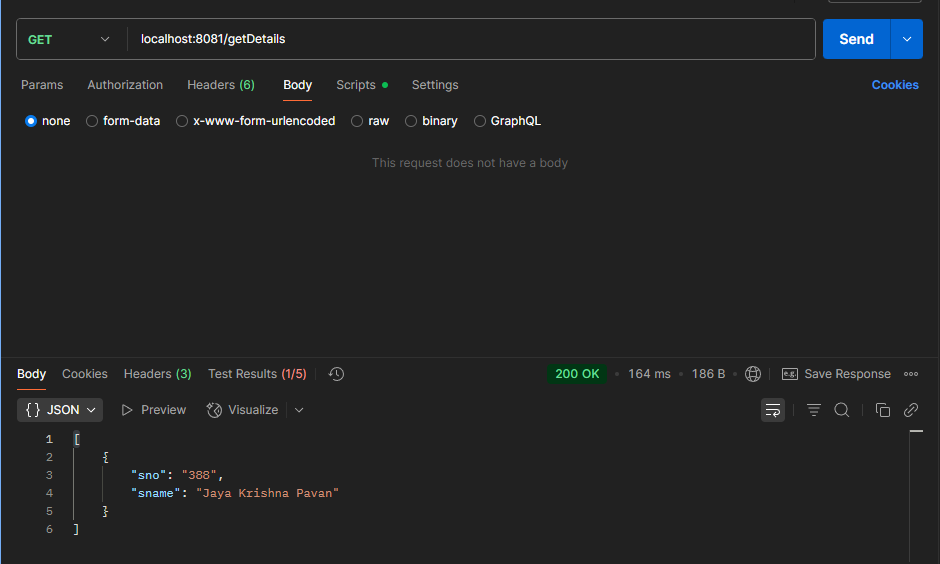 GET localhost:8081/getDetails Send
Params Authorization Headers (6) Body Scripts Settings Cookies
none form-data x-www-form-urlencoded raw binary GraphQL
This request does not have a body
Body Cookies Headers (3) Test Results (1/5) 200 OK • 164 ms • 186 B • e.g. Save Response
{} JSON Preview Visualize
1 [
2 {
3 "sno": "388",
4 "sname": "Jaya Krishna Pavan"
5 }
6 ]